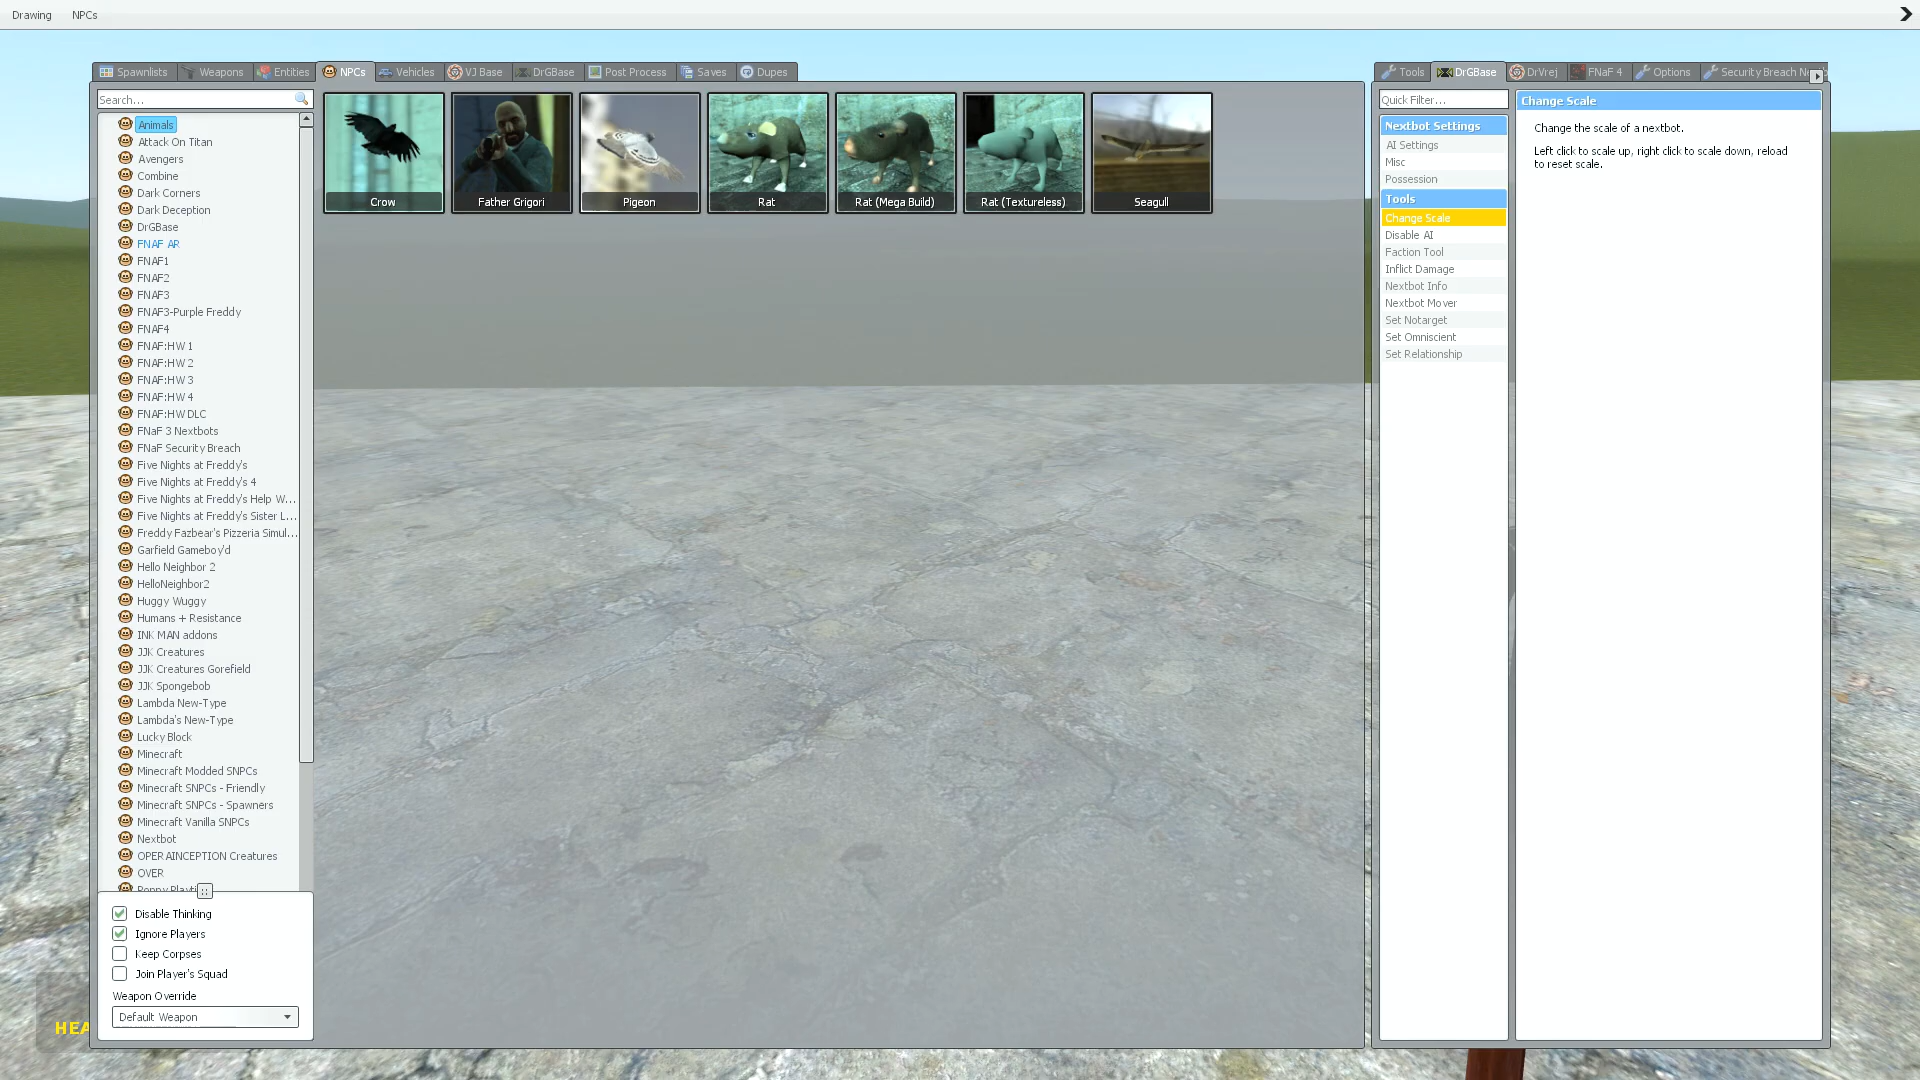 Drawing NPCs
Spawnlists Weapons Entities NPCs Vehicles VJ Base DrGBase Post Process Saves Dupes
Search...
Animals
Attack On Titan
Avengers
Combine
Dark Corners
Dark Deception
DrGBase
FNAF AR
FNAF1
FNAF2
FNAF3
FNAF3-Purple Freddy
FNAF4
FNAF:HW 1
FNAF:HW 2
FNAF:HW 3
FNAF:HW 4
FNAF:HW DLC
FNaF 3 Nextbots
FNaF Security Breach
Five Nights at Freddy's
Five Nights at Freddy's 4
Five Nights at Freddy's Help W...
Five Nights at Freddy's Sister L...
Freddy Fazbear's Pizzeria Simul...
Garfield Gameboy'd
Hello Neighbor 2
HelloNeighbor2
Huggy Wuggy
Humans + Resistance
INK MAN addons
JJK Creatures
JJK Creatures Gorefield
JJK Spongebob
Lambda New-Type
Lambda's New-Type
Lucky Block
Minecraft
Minecraft Modded SNPCs
Minecraft SNPCs - Friendly
Minecraft SNPCs - Spawners
Minecraft Vanilla SNPCs
Nextbot
OPERAINCEPTION Creatures
OVER
Disable Thinking
Ignore Players
Keep Corpses
Join Player's Squad
Weapon Override
Default Weapon
HEA
Crow
Father Grigori
Pigeon
Rat
Rat (Mega Build)
Rat (Textureless)
Seagull
Tools DrGBase DrVrej FNaF 4 Options Security Breach
Quick Filter...
Nextbot Settings
AI Settings
Misc
Possession
Tools
Change Scale
Disable AI
Faction Tool
Inflict Damage
Nextbot Info
Nextbot Mover
Set Notarget
Set Omniscient
Set Relationship
Change Scale
Change the scale of a nextbot.
Left click to scale up, right click to scale down, reload
to reset scale.